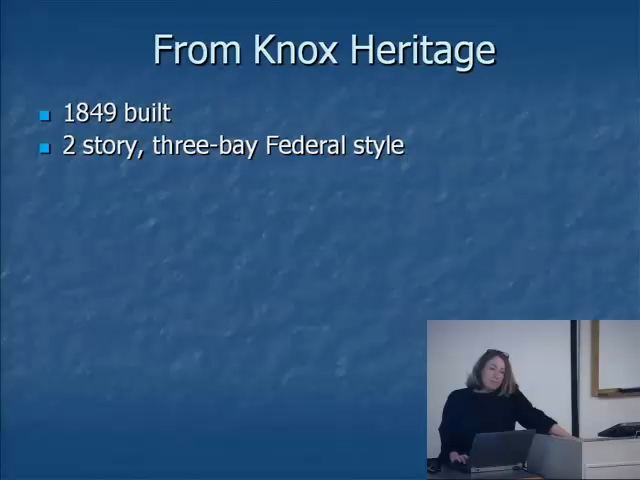 From Knox Heritage
1849 built
2 story, three-bay Federal style